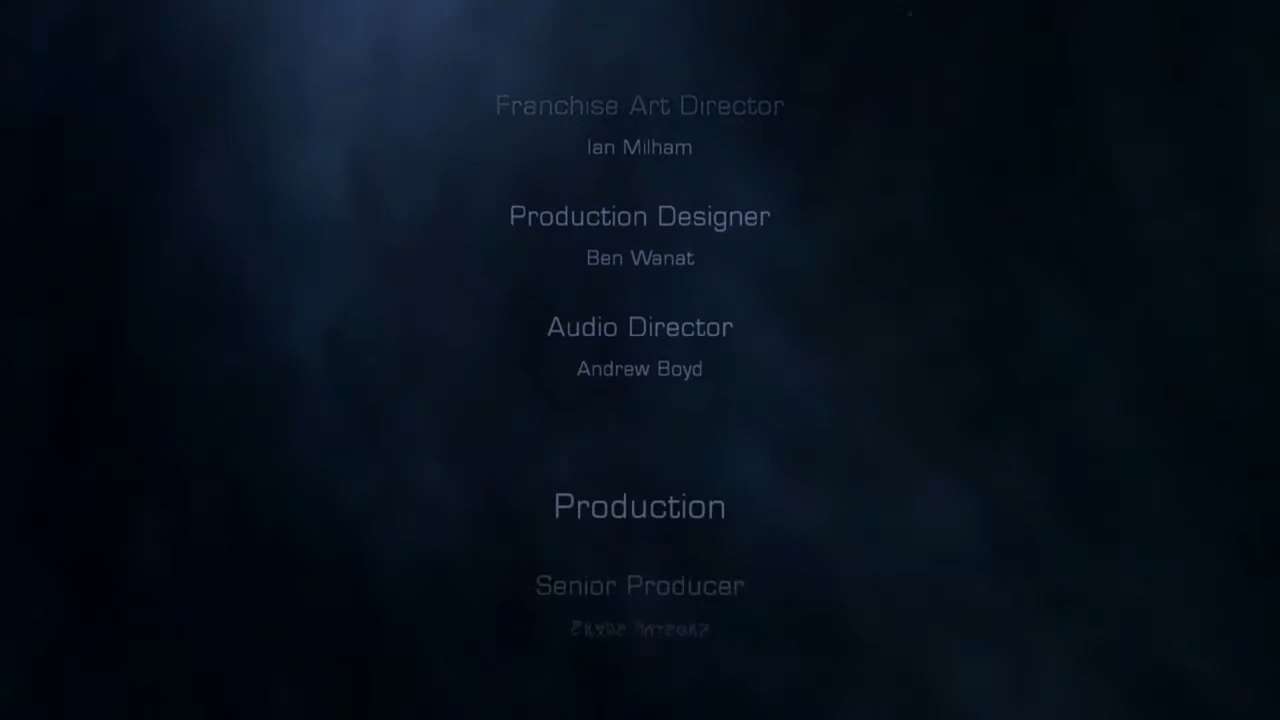 Franchise Art Director
Ian Milham
Production Designer
Ben Wanat
Audio Director
Andrew Boyd
Production
Senior Producer